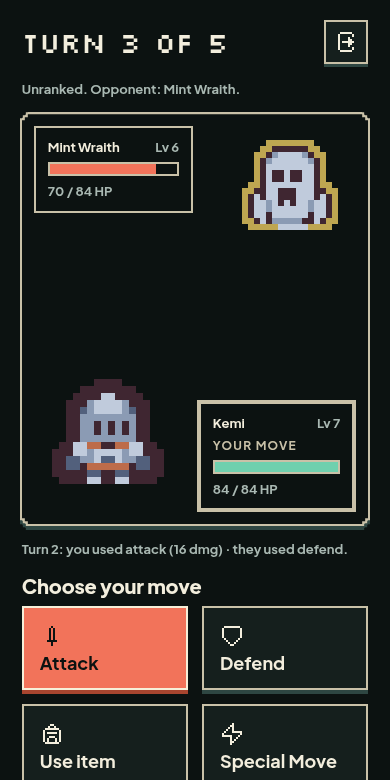 TURN 3 OF 5
Unranked. Opponent: Mint Wraith.
Mint Wraith Lv 6
70 / 84 HP
Kemi Lv 7
YOUR MOVE
84 / 84 HP
Turn 2: you used attack (16 dmg) · they used defend.
Choose your move
Attack
Defend
Use item
Special Move